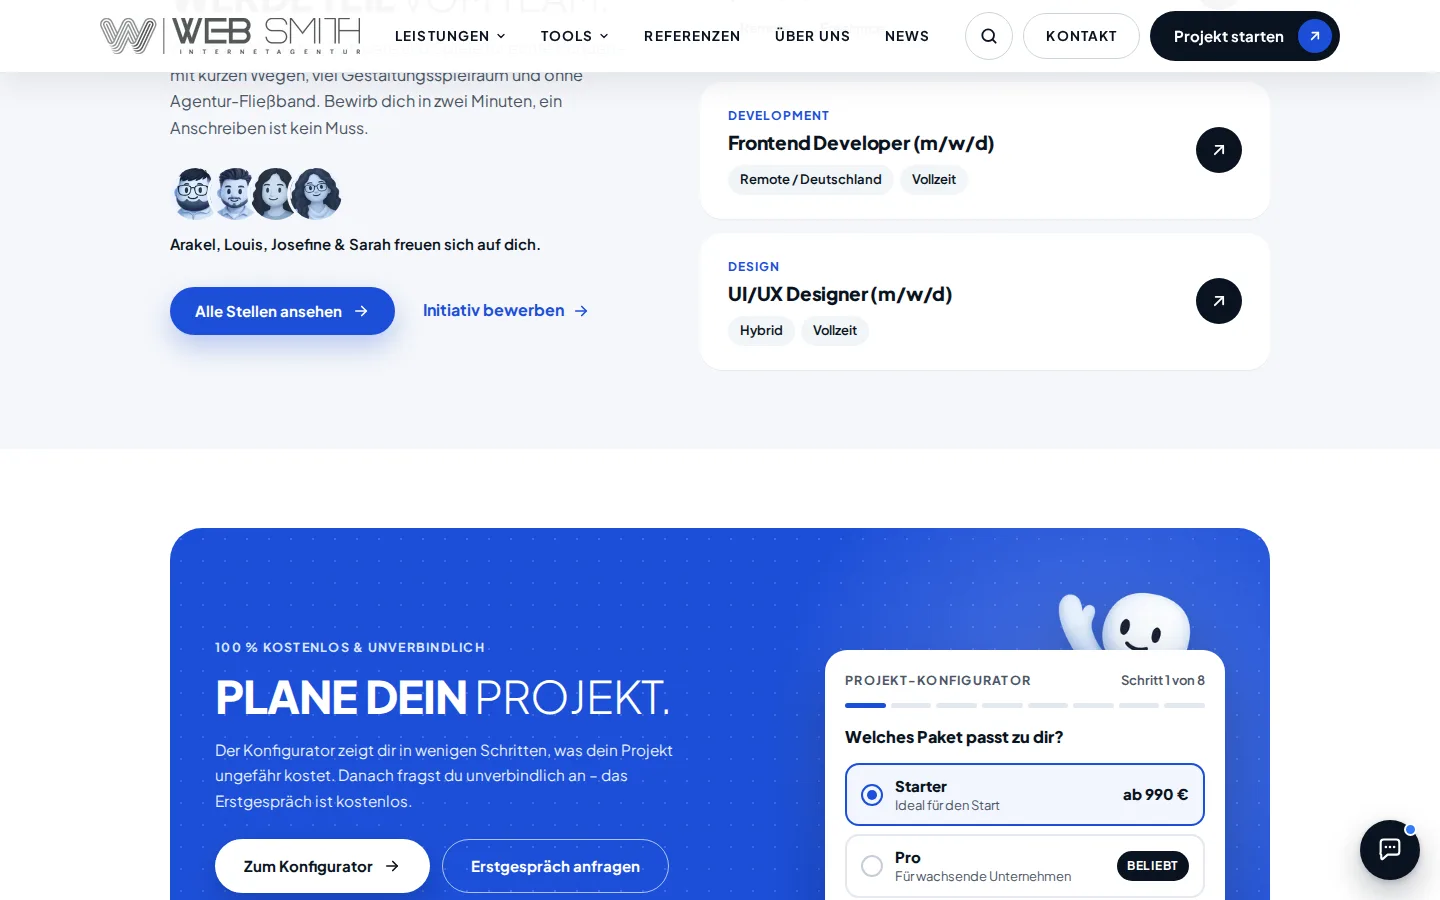 WEB SMITH
INTERNETAGENTUR
LEISTUNGEN
TOOLS
REFERENZEN
ÜBER UNS
NEWS
KONTAKT
Projekt starten
WERDE TEIL VOM TEAM.
mit kurzen Wegen, viel Gestaltungsspielraum und ohne
Agentur-Fließband. Bewirb dich in zwei Minuten, ein
Anschreiben ist kein Muss.
Arakel, Louis, Josefine & Sarah freuen sich auf dich.
Alle Stellen ansehen
Initiativ bewerben
DEVELOPMENT
Frontend Developer (m/w/d)
Remote / Deutschland
Vollzeit
DESIGN
UI/UX Designer (m/w/d)
Hybrid
Vollzeit
100 % KOSTENLOS & UNVERBINDLICH
PLANE DEIN PROJEKT.
Der Konfigurator zeigt dir in wenigen Schritten, was dein Projekt
ungefähr kostet. Danach fragst du unverbindlich an – das
Erstgespräch ist kostenlos.
Zum Konfigurator
Erstgespräch anfragen
PROJEKT-KONFIGURATOR
Schritt 1 von 8
Welches Paket passt zu dir?
Starter
Ideal für den Start
ab 990 €
Pro
Für wachsende Unternehmen
BELIEBT